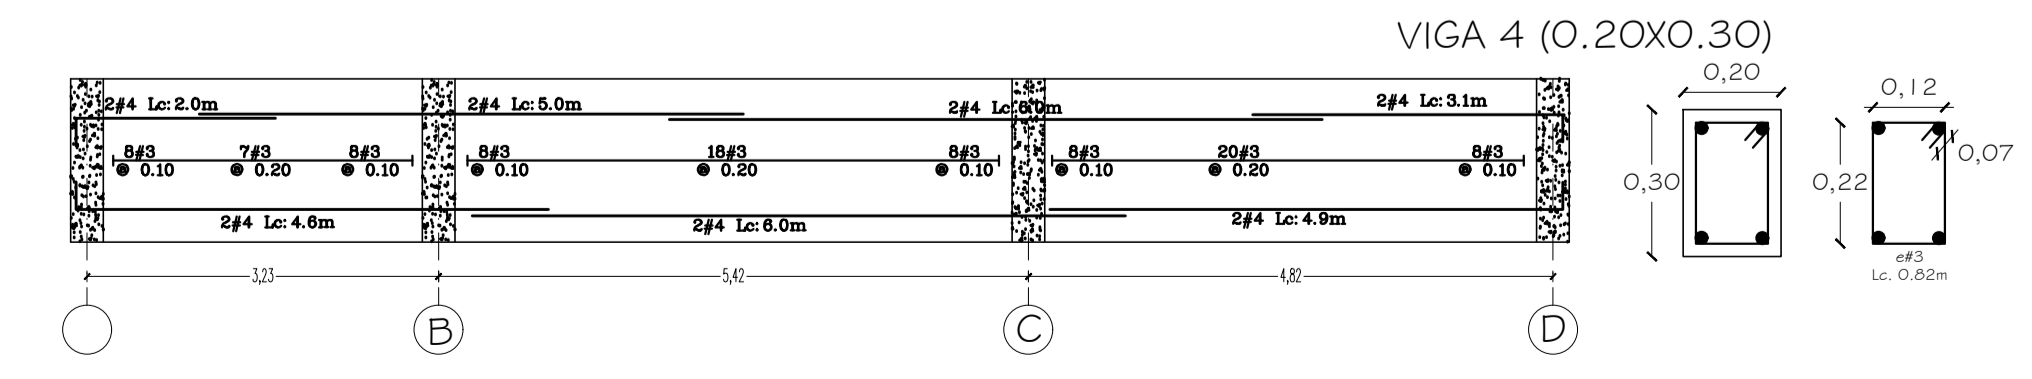 VIGA 4 (0.20X0.30)
2#4 Lc: 2.0m
2#4 Lc: 5.0m
2#4 Lc: 6.0m
2#4 Lc: 3.1m
8#3 7#3 8#3
@ 0.10 @ 0.20 @ 0.10
8#3 18#3 8#3
@ 0.10 @ 0.20 @ 0.10
8#3 20#3 8#3
@ 0.10 @ 0.20 @ 0.10
2#4 Lc: 4.6m
2#4 Lc: 6.0m
2#4 Lc: 4.9m
3,23 5,42 4,82
B C D
0,20
0,30
0,12
0,07
0,22
e#3
Lc. 0.82m